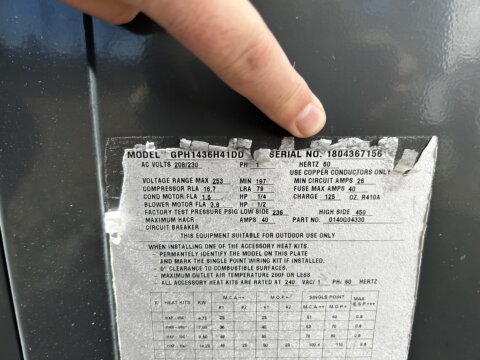 MODEL GPH1436H41DD SERIAL NO. 1804367156
AC VOLTS 208/230 PH 1 HERTZ 60
USE COPPER CONDUCTORS ONLY
VOLTAGE RANGE MAX 253 MIN 197 MIN CIRCUIT AMPS 26
COMPRESSOR RLA 16.7 LRA 79 FUSE MAX AMPS 40
COND MOTOR FLA 1.5 HP 1/4 CHARGE 125 OZ. R410A
BLOWER MOTOR FLA 3.8 HP 1/2
FACTORY TEST PRESSURE PSIG LOW SIDE 236 HIGH SIDE 450
MAXIMUM HACR AMPS 40 PART NO. 0140G04330
CIRCUIT BREAKER
THIS EQUIPMENT SUITABLE FOR OUTDOOR USE ONLY
WHEN INSTALLING ONE OF THE ACCESSORY HEAT KITS.
- PERMANTELY IDENTIFY THE MODEL ON THIS PLATE
AND MARK THE SINGLE POINT WIRING KIT IF INSTALLED.
- 0" CLEARANCE TO COMBUSTIBLE SURFACES.
- MAXIMUM OUTLET AIR TEMPERATURE 200F OR LESS
- ALL ACCESSORY HEAT KITS ARE RATED AT 240 VAC/ 1 PH/ 60 HERTZ
HEAT KITS KW M.C.A.++ M.O.P.+ SINGLE POINT MAX
#1 #2 #1 #2 E.S.P.+++